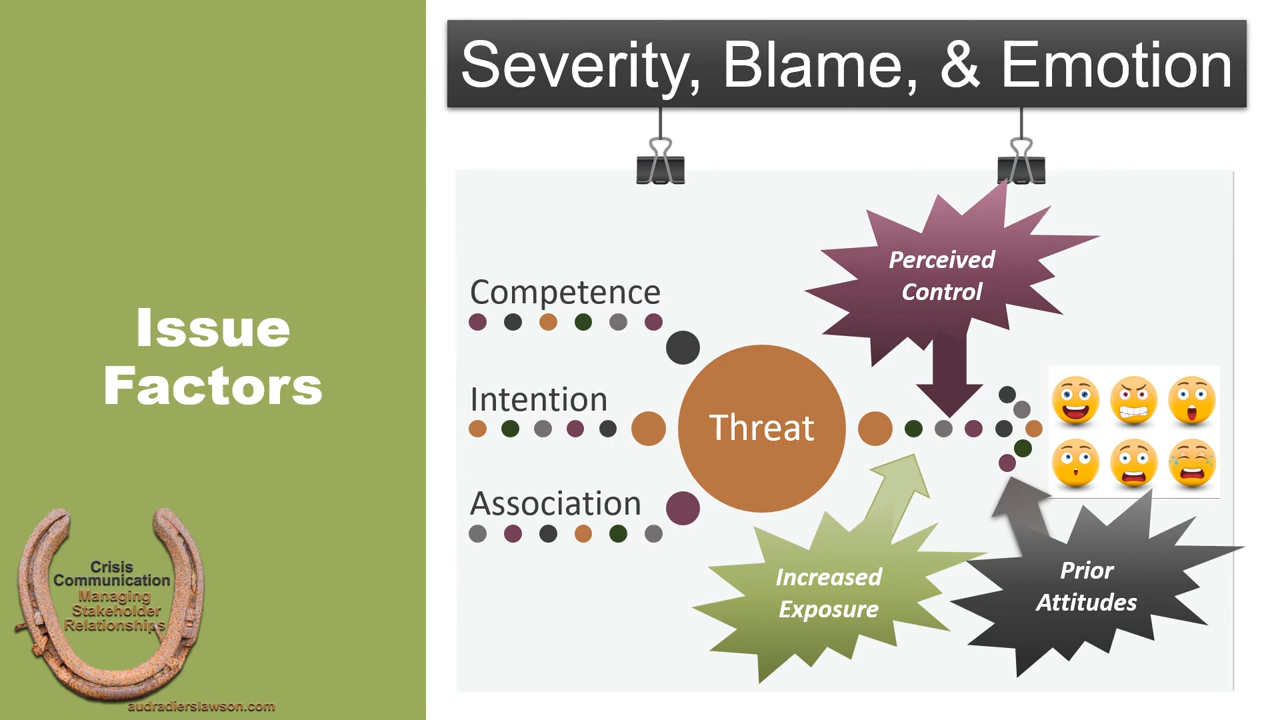 Severity, Blame, & Emotion
Issue
Factors
Competence
Intention
Association
Threat
Perceived
Control
Increased
Exposure
Prior
Attitudes
Crisis
Communication
Managing
Stakeholder
Relationships
audradierslawson.com